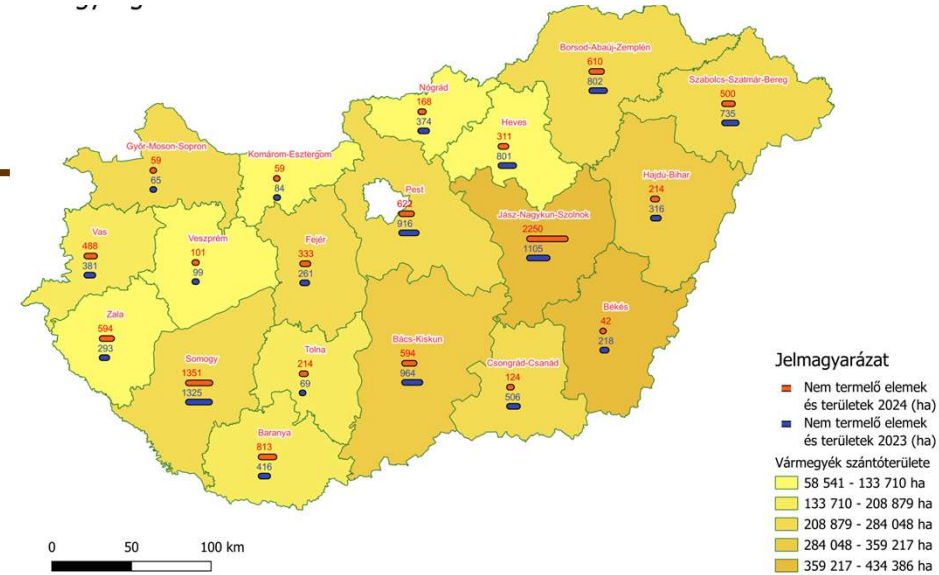 Borsod-Abaúj-Zemplén
610
802
Szabolcs-Szatmár-Bereg
500
735
Nógrád
168
374
Heves
311
801
Győr-Moson-Sopron
59
65
Komárom-Esztergom
59
84
Pest
622
916
Hajdú-Bihar
214
316
Jász-Nagykun-Szolnok
2250
1105
Vas
488
381
Veszprém
101
99
Fejér
333
261
Zala
594
293
Somogy
1351
1325
Tolna
214
69
Bács-Kiskun
594
964
Csongrád-Csanád
124
506
Békés
42
218
Baranya
813
416
Jelmagyarázat
Nem termelő elemek
és területek 2024 (ha)
Nem termelő elemek
és területek 2023 (ha)
Vármegyék szántóterülete
58 541 - 133 710 ha
133 710 - 208 879 ha
208 879 - 284 048 ha
284 048 - 359 217 ha
359 217 - 434 386 ha
0 50 100 km